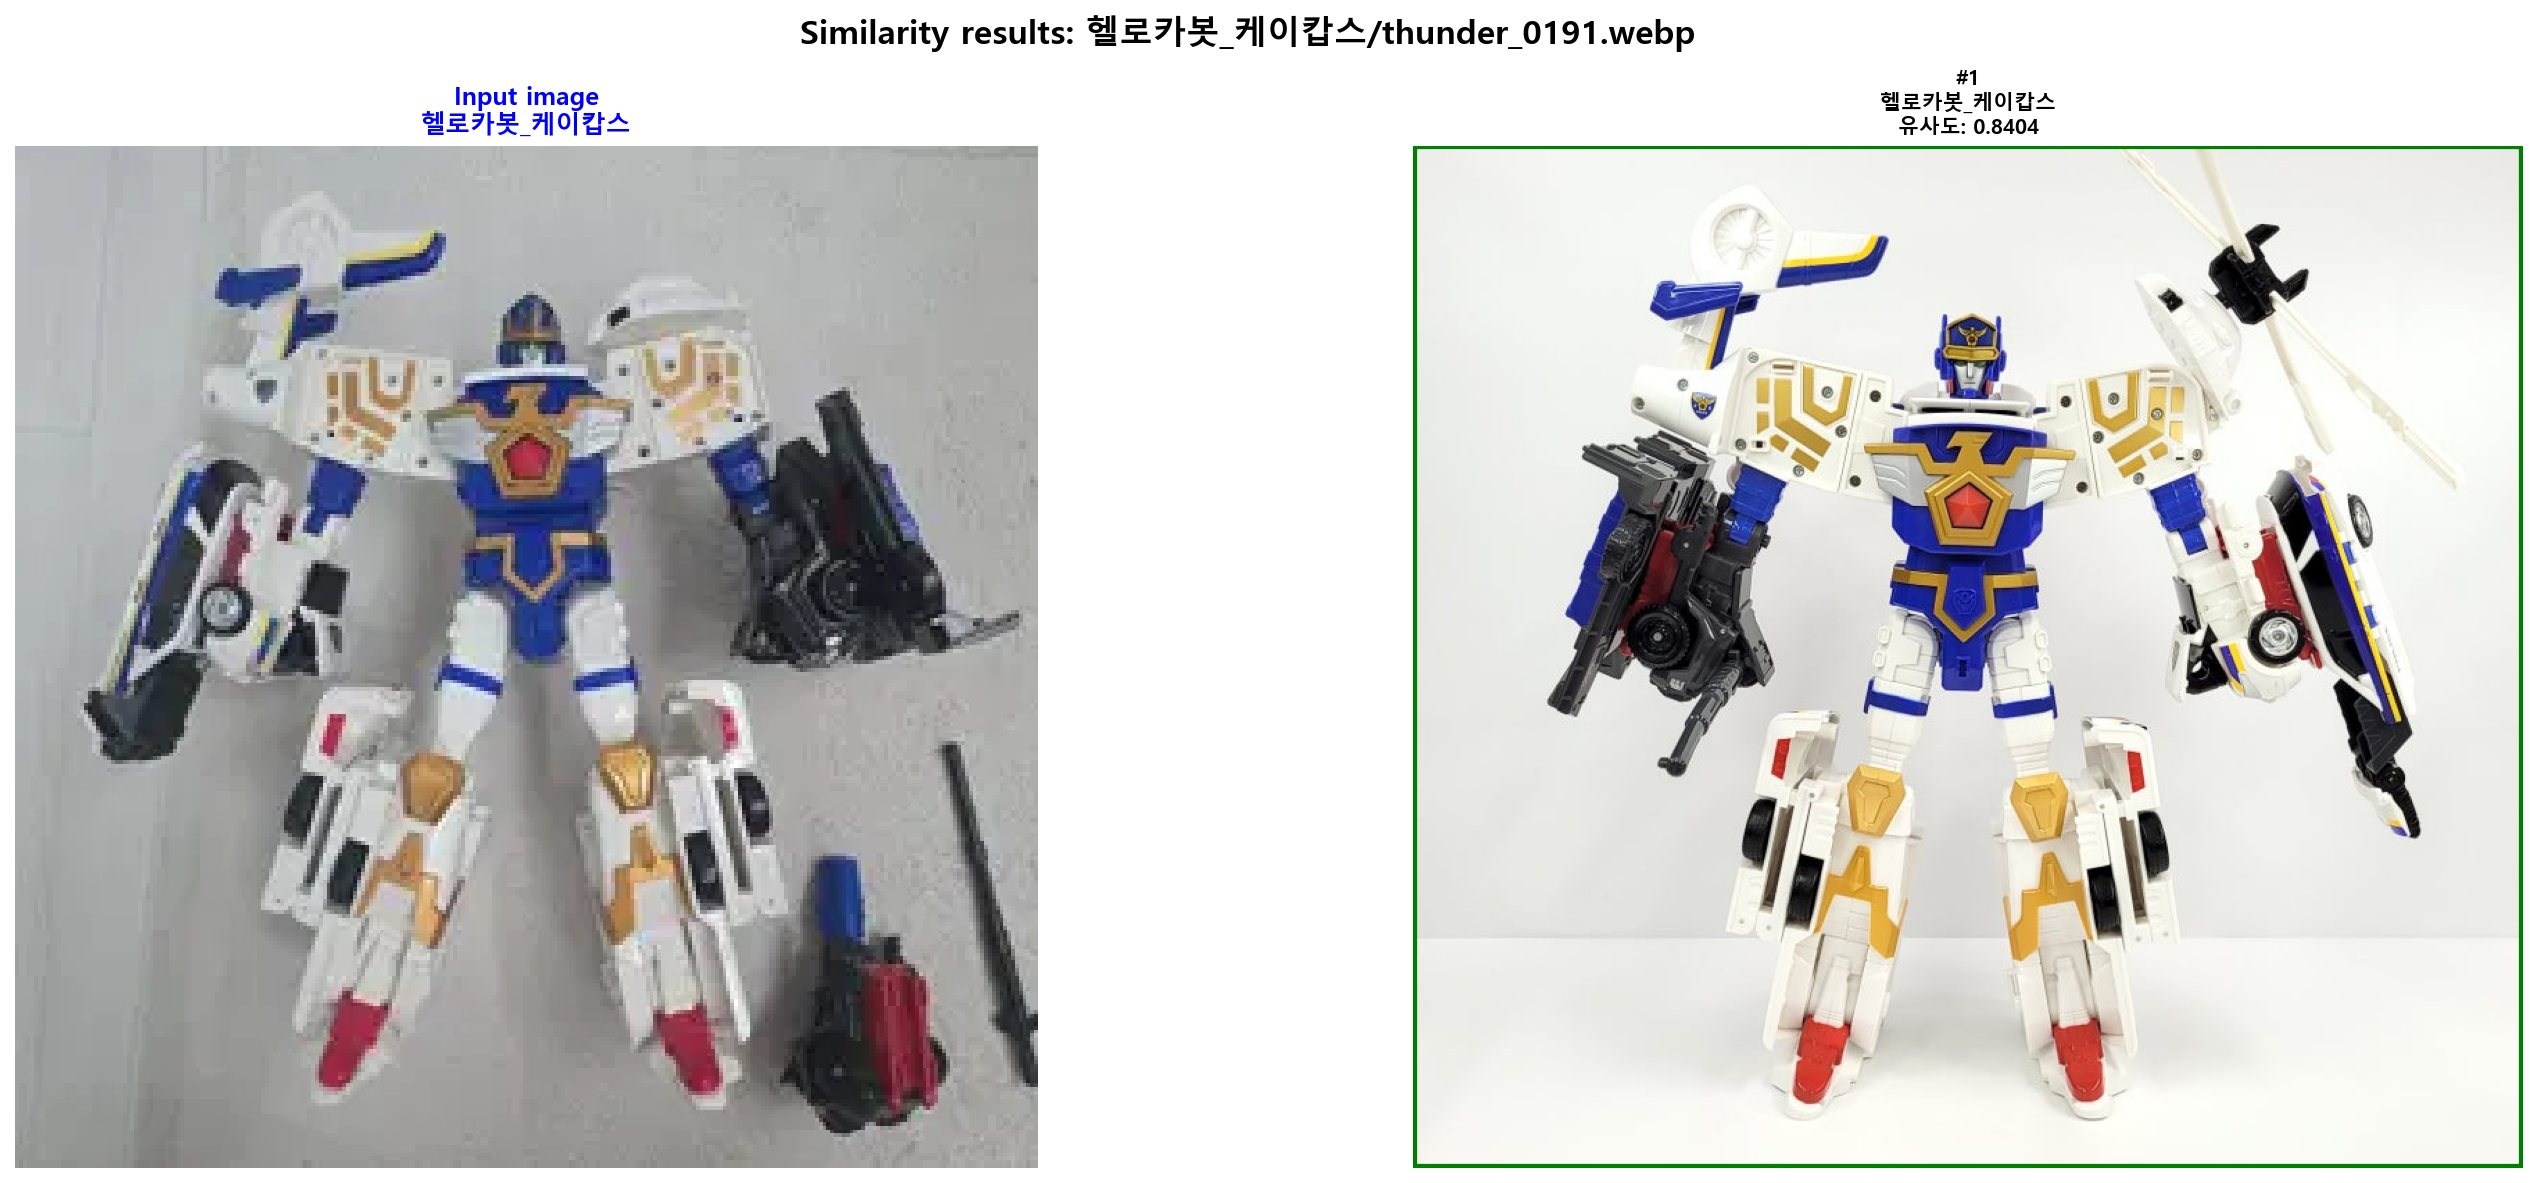 Similarity results: 헬로카봇_케이캅스/thunder_0191.webp
Input image
헬로카봇_케이캅스
#1
헬로카봇_케이캅스
유사도: 0.8404